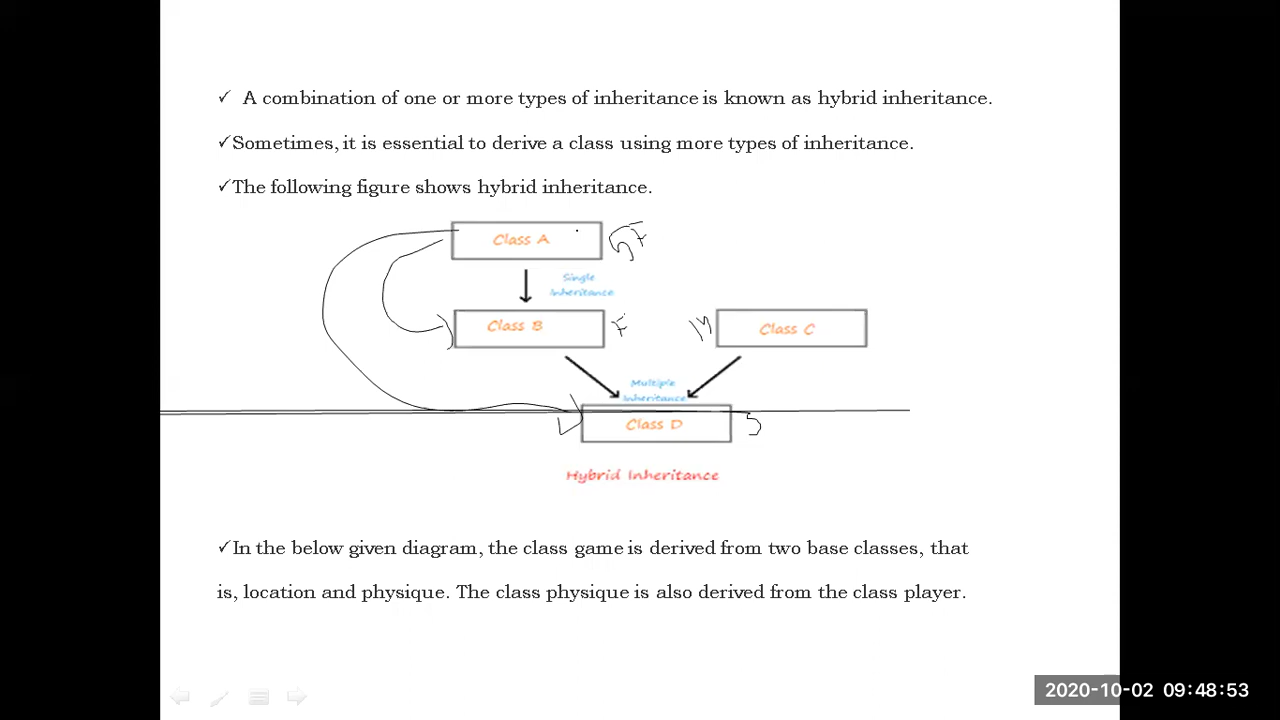 ✓ A combination of one or more types of inheritance is known as hybrid inheritance.
✓Sometimes, it is essential to derive a class using more types of inheritance.
✓The following figure shows hybrid inheritance.
Class A
Single
Inheritance
Class B
F
M
Class C
Multiple
Inheritance
Class D
S
Hybrid Inheritance
✓In the below given diagram, the class game is derived from two base classes, that
is, location and physique. The class physique is also derived from the class player.
2020-10-02 09:48:53